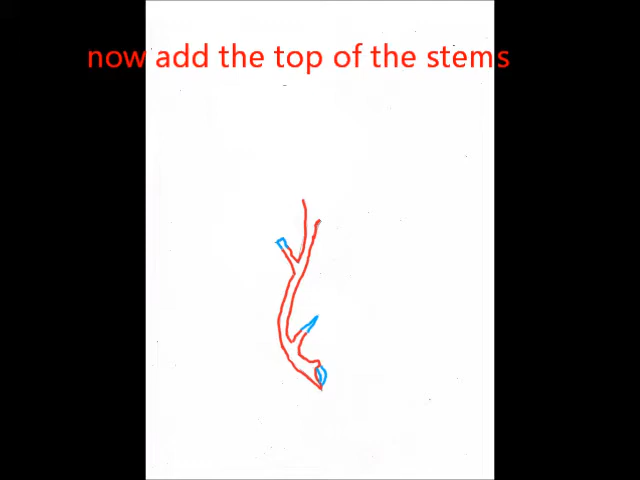 now add the top of the stems